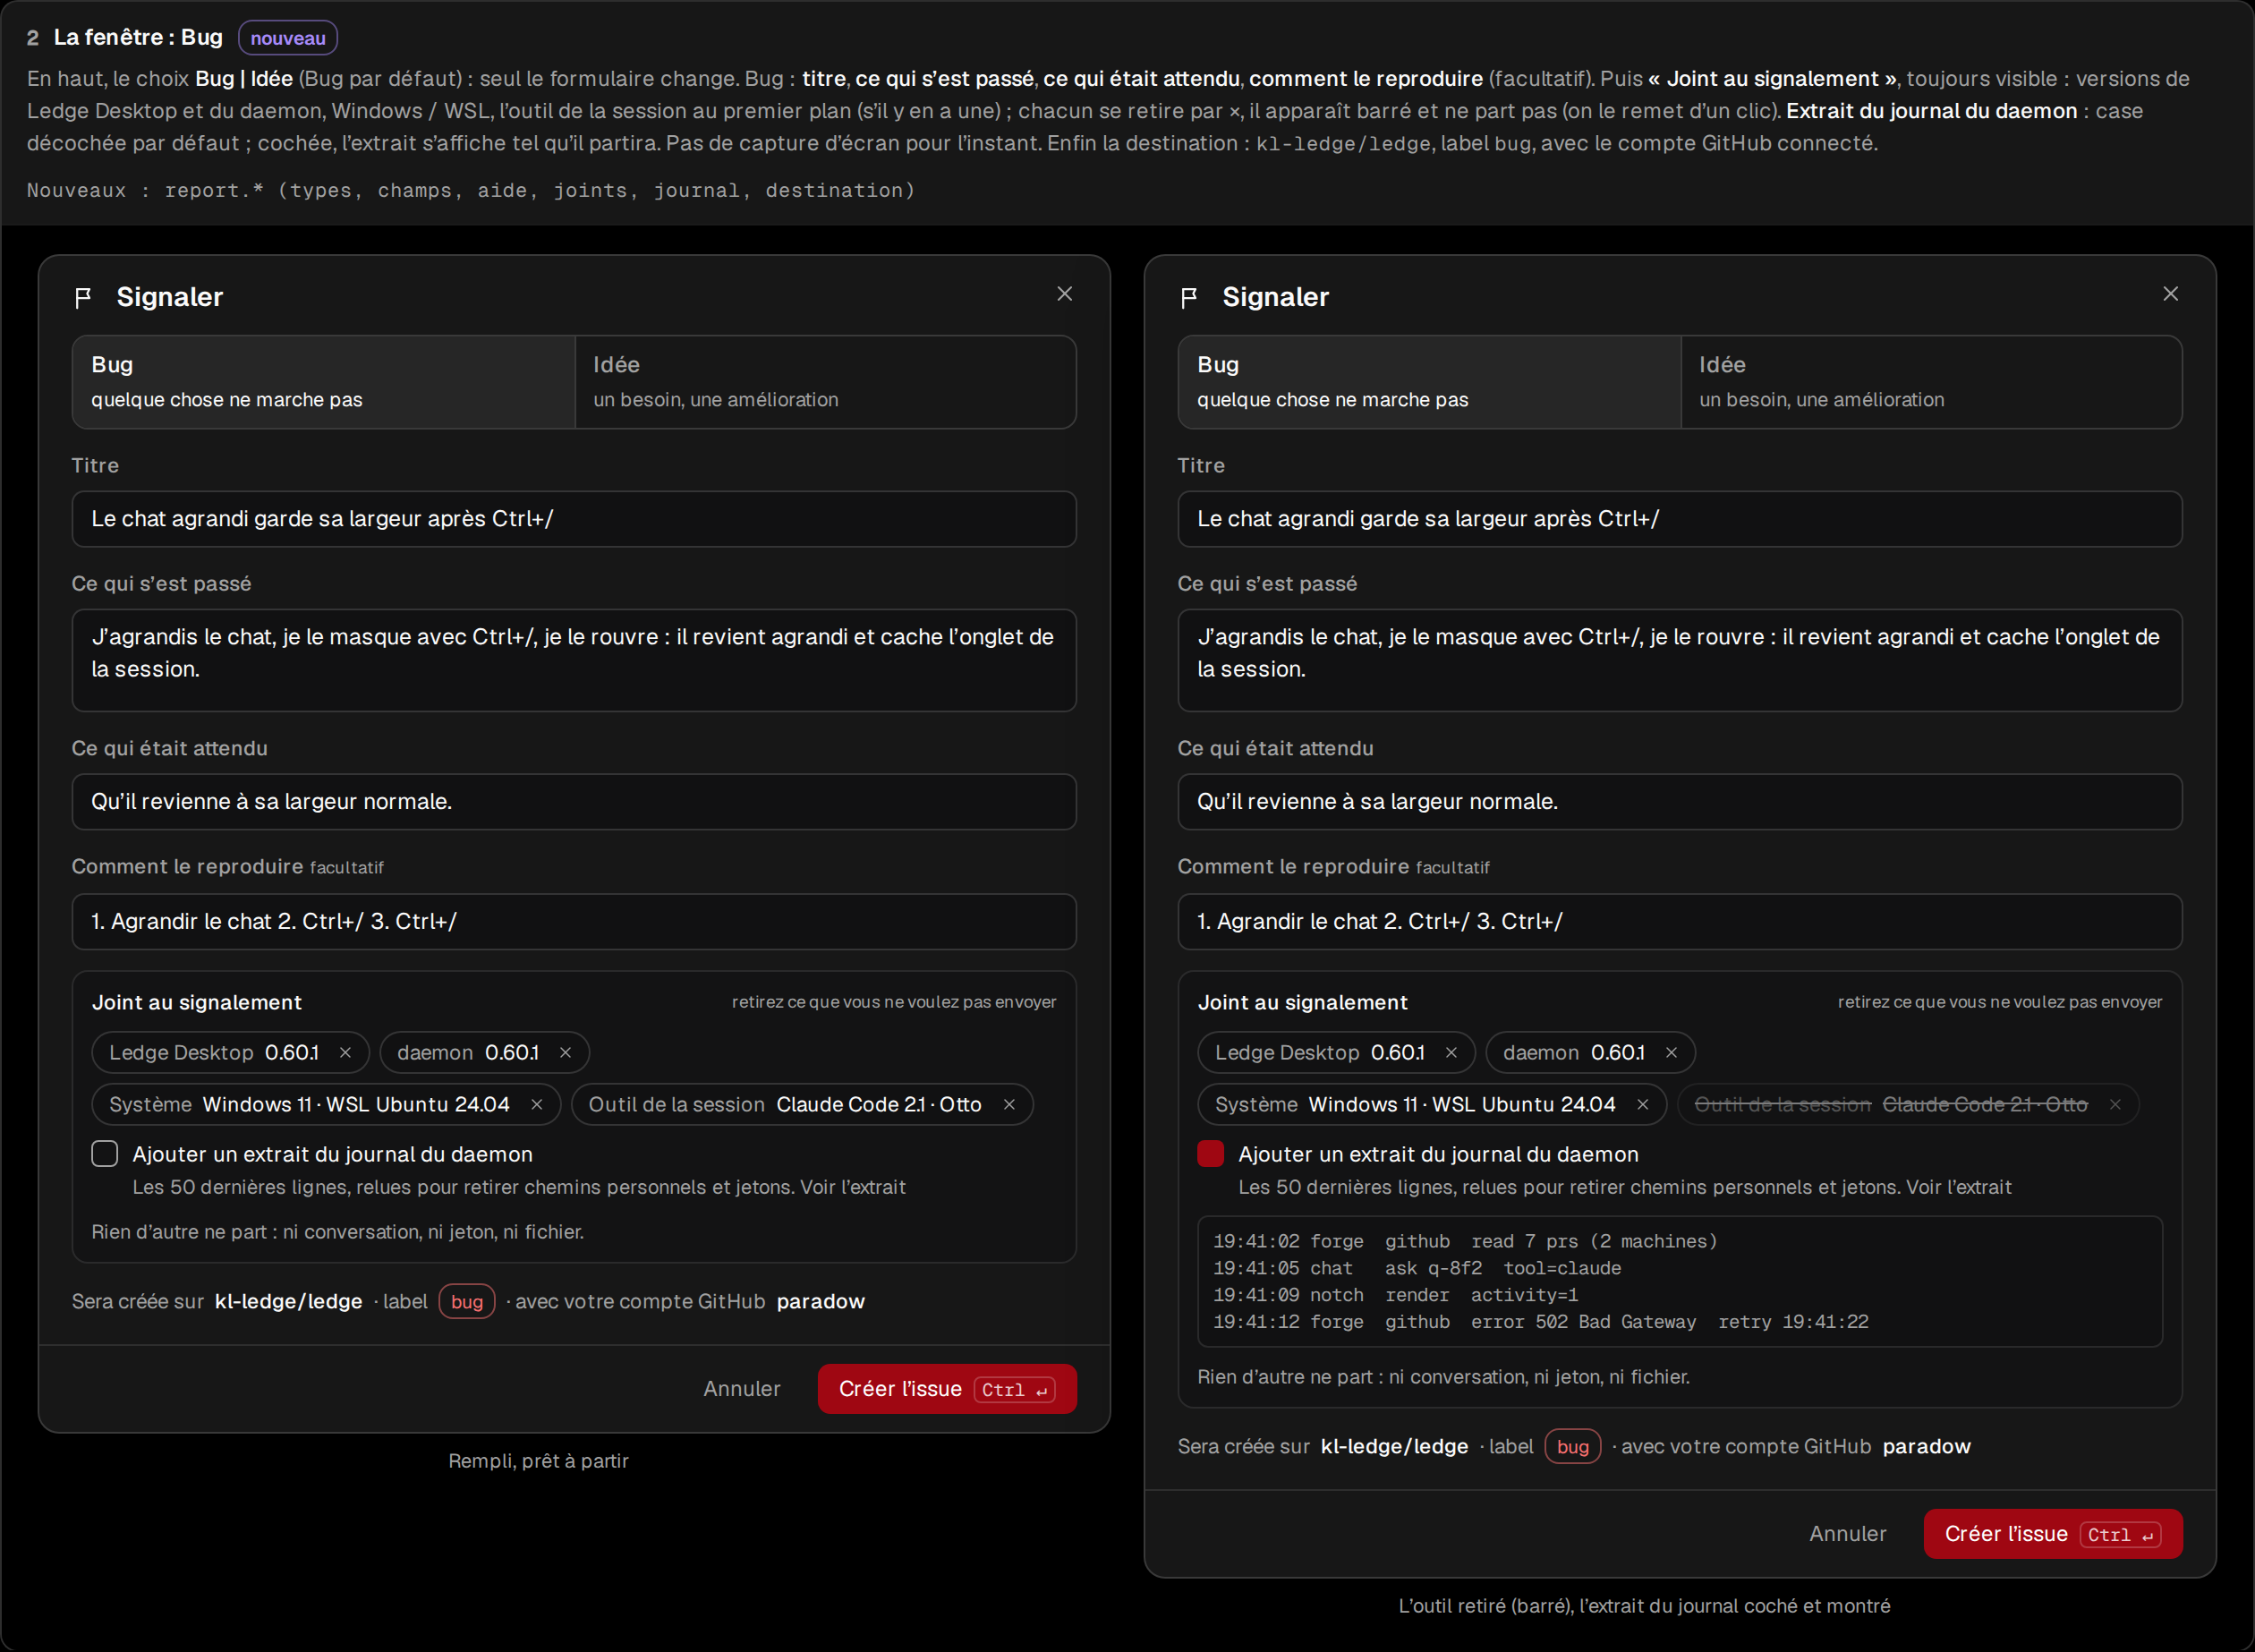 2 La fenêtre : Bug nouveau
En haut, le choix Bug | Idée (Bug par défaut) : seul le formulaire change. Bug : titre, ce qui s’est passé, ce qui était attendu, comment le reproduire (facultatif). Puis « Joint au signalement », toujours visible : versions de
Ledge Desktop et du daemon, Windows / WSL, l’outil de la session au premier plan (s’il y en a une) ; chacun se retire par ×, il apparaît barré et ne part pas (on le remet d’un clic). Extrait du journal du daemon : case
décochée par défaut ; cochée, l’extrait s’affiche tel qu’il partira. Pas de capture d’écran pour l’instant. Enfin la destination : kl-ledge/ledge, label bug, avec le compte GitHub connecté.
Nouveaux : report.* (types, champs, aide, joints, journal, destination)
Signaler
Bug
quelque chose ne marche pas
Idée
un besoin, une amélioration
Titre
Le chat agrandi garde sa largeur après Ctrl+/
Ce qui s’est passé
J’agrandis le chat, je le masque avec Ctrl+/, je le rouvre : il revient agrandi et cache l’onglet de
la session.
Ce qui était attendu
Qu’il revienne à sa largeur normale.
Comment le reproduire facultatif
1. Agrandir le chat 2. Ctrl+/ 3. Ctrl+/
Joint au signalement retirez ce que vous ne voulez pas envoyer
Ledge Desktop 0.60.1 × daemon 0.60.1 ×
Système Windows 11 · WSL Ubuntu 24.04 × Outil de la session Claude Code 2.1 · Otto ×
Ajouter un extrait du journal du daemon
Les 50 dernières lignes, relues pour retirer chemins personnels et jetons. Voir l’extrait
Rien d’autre ne part : ni conversation, ni jeton, ni fichier.
Sera créée sur kl-ledge/ledge · label bug · avec votre compte GitHub paradow
Annuler Créer l’issue Ctrl ↵
Rempli, prêt à partir
Signaler
Bug
quelque chose ne marche pas
Idée
un besoin, une amélioration
Titre
Le chat agrandi garde sa largeur après Ctrl+/
Ce qui s’est passé
J’agrandis le chat, je le masque avec Ctrl+/, je le rouvre : il revient agrandi et cache l’onglet de
la session.
Ce qui était attendu
Qu’il revienne à sa largeur normale.
Comment le reproduire facultatif
1. Agrandir le chat 2. Ctrl+/ 3. Ctrl+/
Joint au signalement retirez ce que vous ne voulez pas envoyer
Ledge Desktop 0.60.1 × daemon 0.60.1 ×
Système Windows 11 · WSL Ubuntu 24.04 × Outil de la session Claude Code 2.1 · Otto ×
Ajouter un extrait du journal du daemon
Les 50 dernières lignes, relues pour retirer chemins personnels et jetons. Voir l’extrait
19:41:02 forge github read 7 prs (2 machines)
19:41:05 chat ask q-8f2 tool=claude
19:41:09 notch render activity=1
19:41:12 forge github error 502 Bad Gateway retry 19:41:22
Rien d’autre ne part : ni conversation, ni jeton, ni fichier.
Sera créée sur kl-ledge/ledge · label bug · avec votre compte GitHub paradow
Annuler Créer l’issue Ctrl ↵
L’outil retiré (barré), l’extrait du journal coché et montré